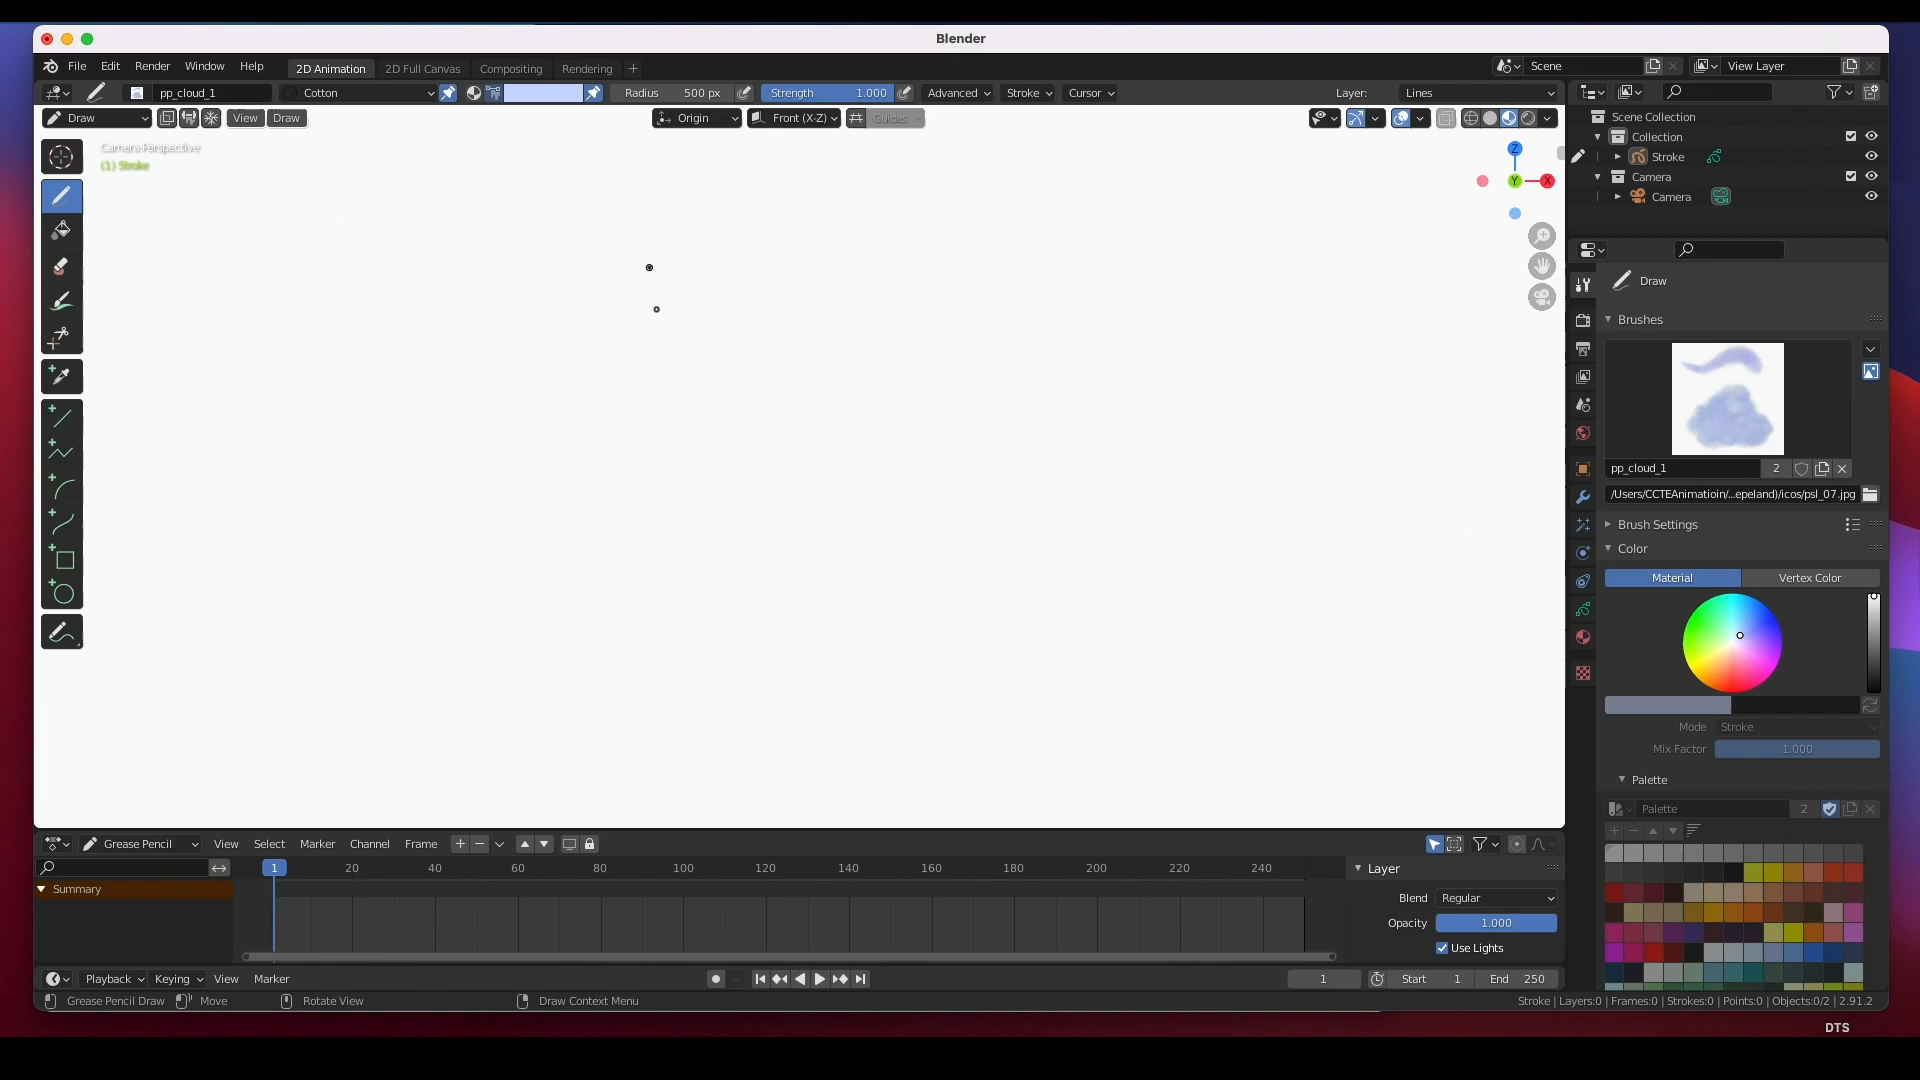 Blender
File Edit Render Window Help 2D Animation 2D Full Canvas Compositing Rendering + Scene View Layer
pp_cloud_1 Cotton Radius 500 px Strength 1.000 Advanced Stroke Cursor Layer: Lines
Draw View Draw Origin Front (X-Z) Guides
Camera Perspective
(1) Stroke
Z
Y X
Scene Collection
Collection
Stroke
Camera
Camera
Draw
Brushes
pp_cloud_1 2
/Users/CCTEAnimatioin/...epeland)/icos/psl_07.jpg
Brush Settings
Color
Material Vertex Color
Mode Stroke
Mix Factor 1.000
Palette
Palette 2
Grease Pencil View Select Marker Channel Frame
1 20 40 60 80 100 120 140 160 180 200 220 240
Summary
Layer
Blend Regular
Opacity 1.000
Use Lights
Playback Keying View Marker 1 Start 1 End 250
Grease Pencil Draw Move Rotate View Draw Context Menu Stroke | Layers:0 | Frames:0 | Strokes:0 | Points:0 | Objects:0/2 | 2.91.2
DTS